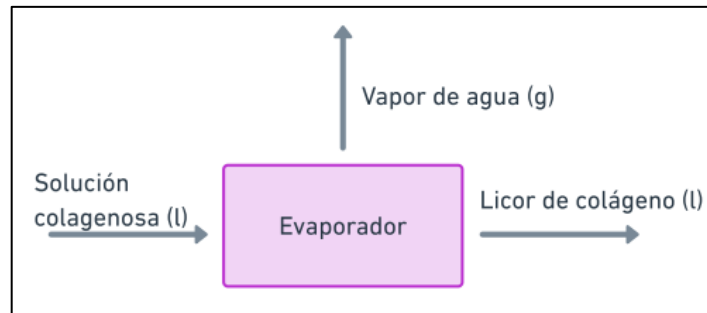 Vapor de agua (g)
Solución
colagenosa (l)
Evaporador
Licor de colágeno (l)